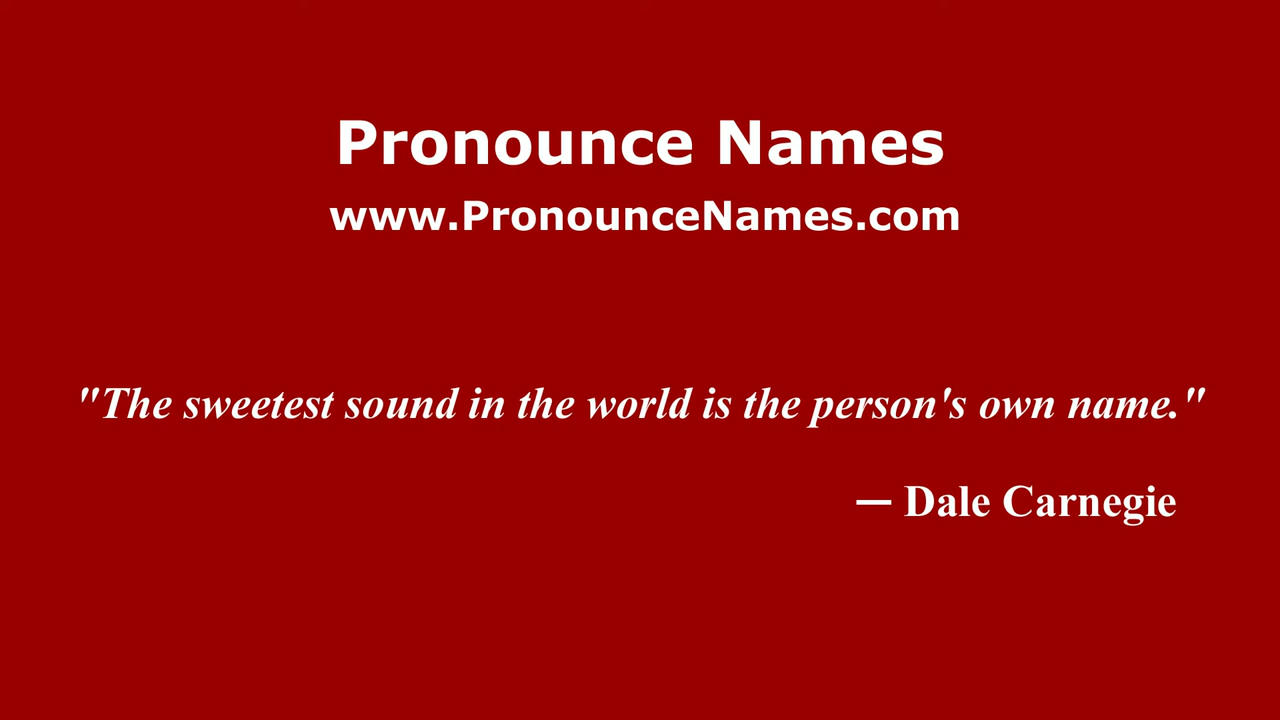 Pronounce Names
www.PronounceNames.com
"The sweetest sound in the world is the person's own name."
— Dale Carnegie